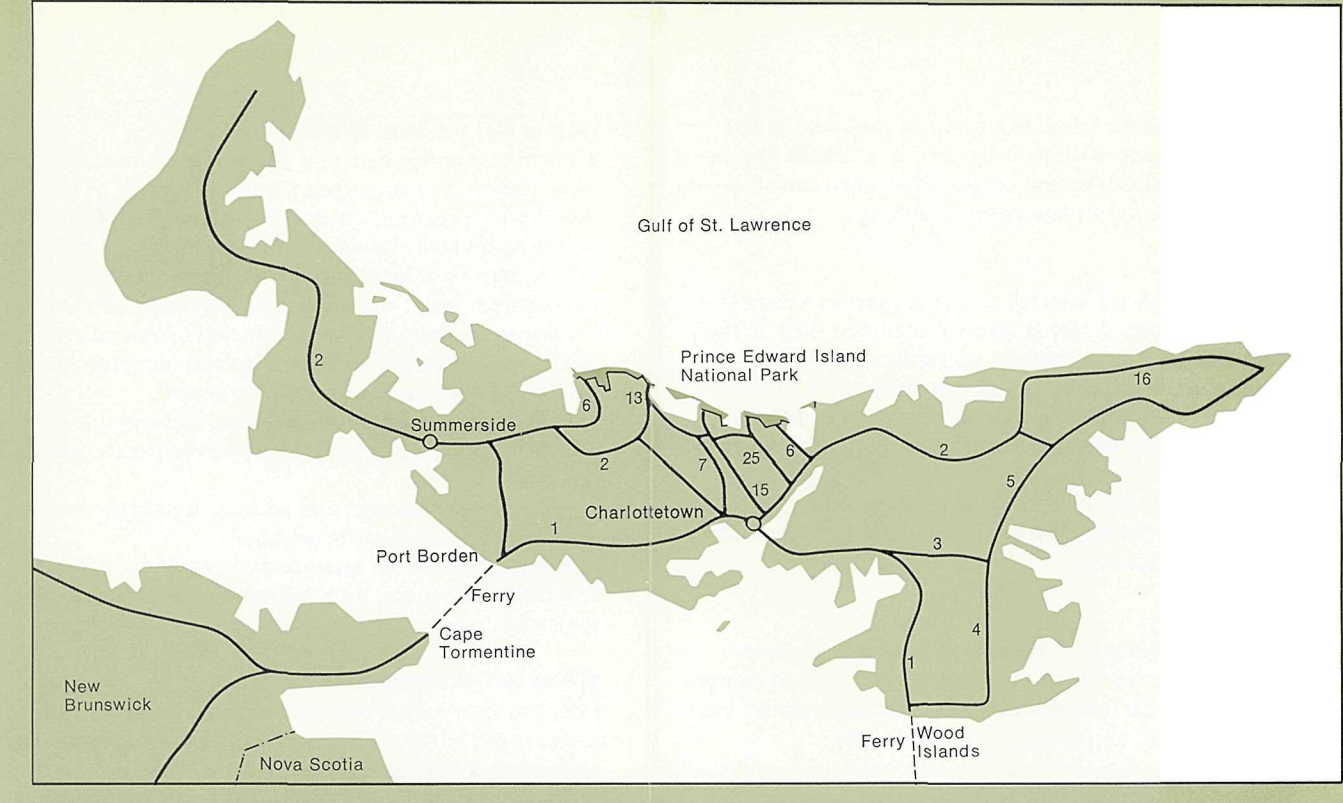 Gulf of St. Lawrence
Prince Edward Island
National Park
16
2
6
13
Summerside
2
2
7
25
6
5
15
Charlottetown
1
3
Port Borden
Ferry
4
Cape
Tormentine
1
New
Brunswick
Ferry
Wood
Islands
Nova Scotia